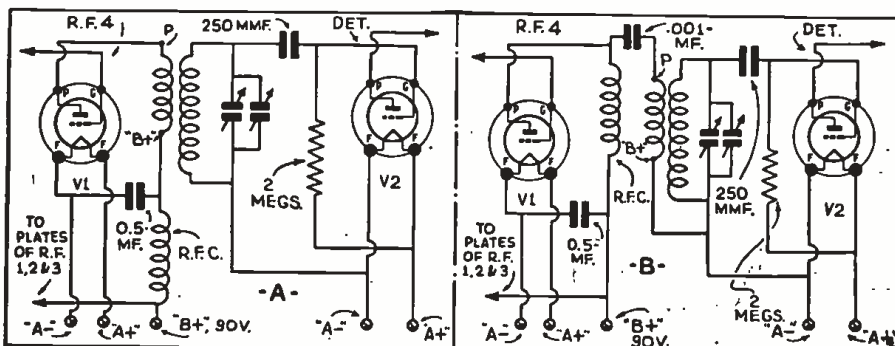 R.F.4
P
250 MMF.
DET.
P G
"B+"
F F
V1
0.5-
MF.
R.F.C.
2
MEGS.
P G
F F
V2
TO
PLATES
OF R.F.
1,2 & 3
-A-
"A-" "A+" "B+", 90V.
"A-" "A+"
R.F.4
.001-
MF.
P
DET.
P G
"B+"
F F
V1
0.5-
MF.
R.F.C.
250
MMF.
P G
F F
V2
TO
PLATES
OF R.F.
1,2 & 3
-B-
2
MEGS.
"A-" "A+" "B+"
90V.
"A-" "A+"